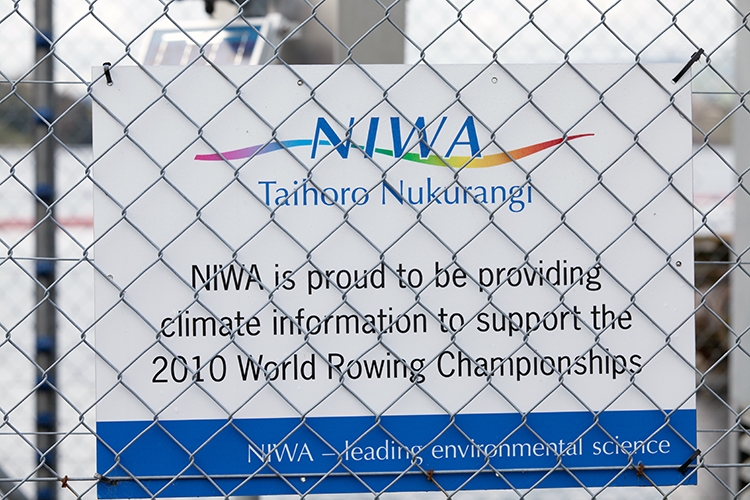 NIWA
Taihoro Nukurangi
NIWA is proud to be providing
climate information to support the
2010 World Rowing Championships
NIWA – leading environmental science